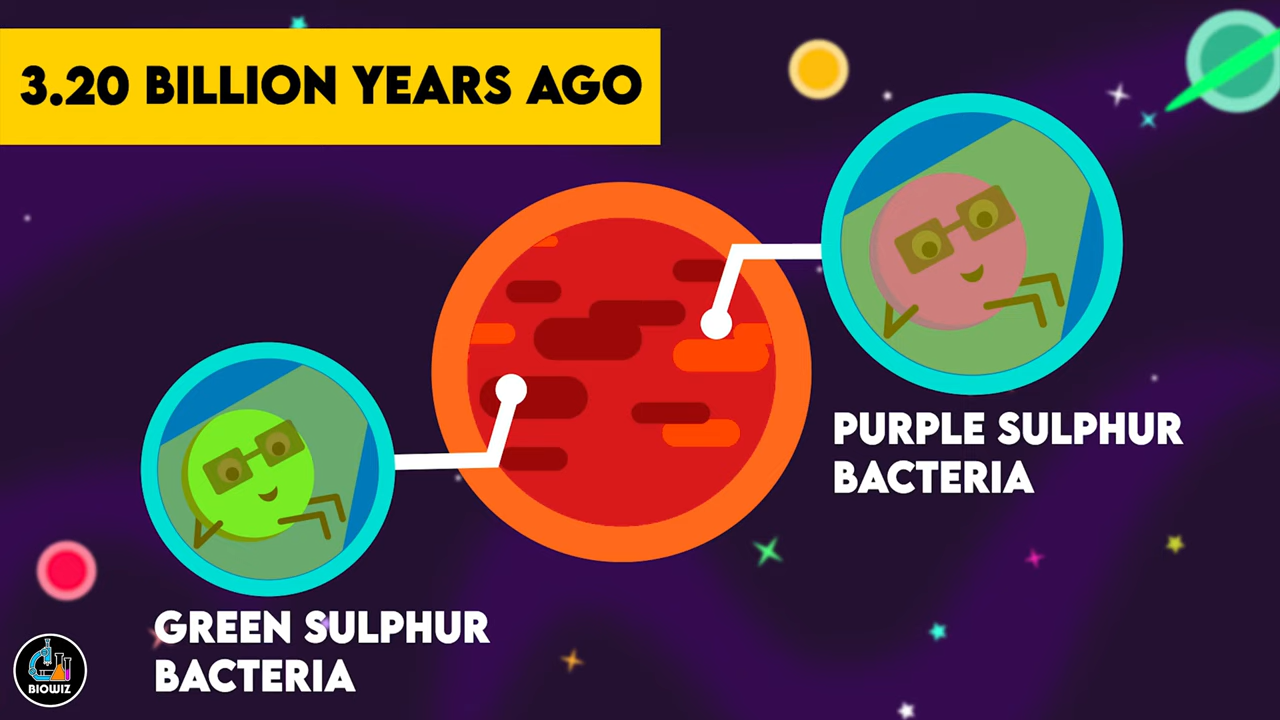 3.20 BILLION YEARS AGO
PURPLE SULPHUR
BACTERIA
GREEN SULPHUR
BACTERIA
BIOWIZ